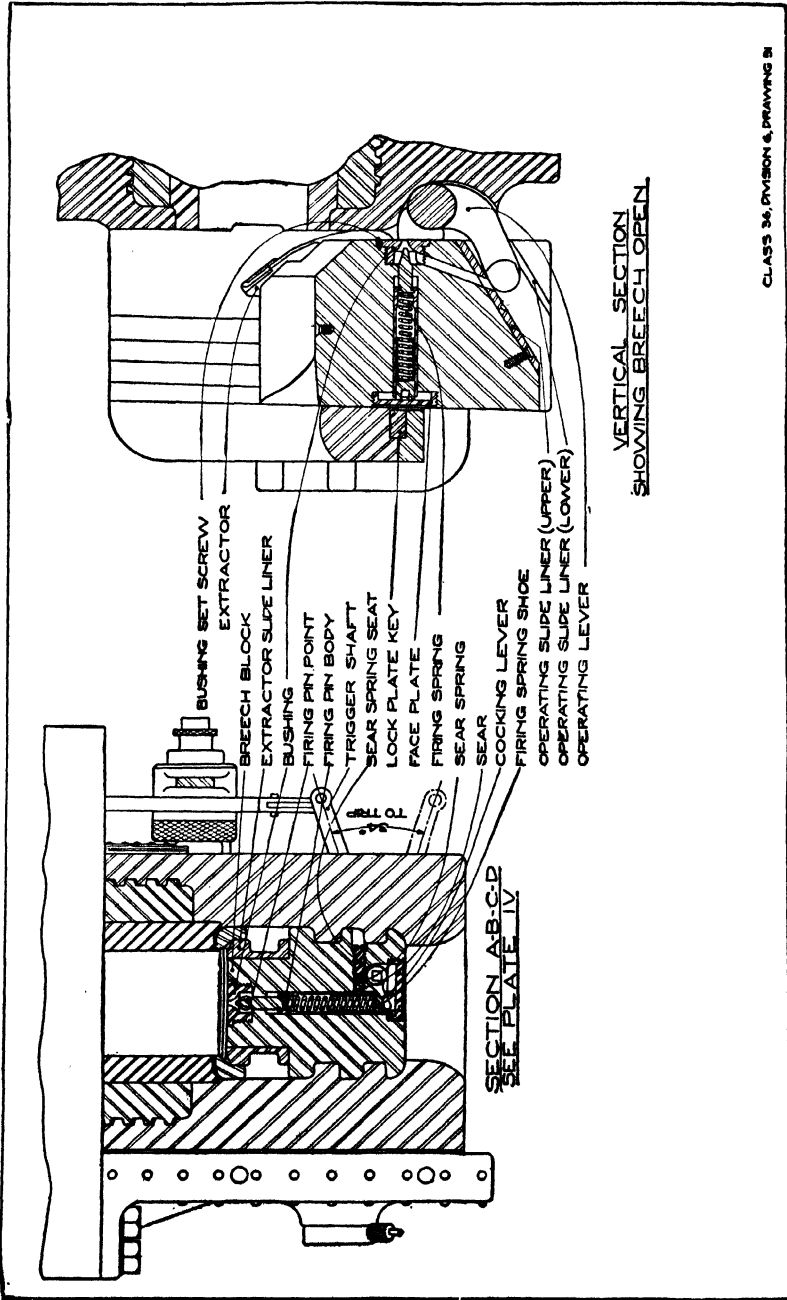 BUSHING SET SCREW
EXTRACTOR
BREECH BLOCK
EXTRACTOR SLIDE LINER
BUSHING
FIRING PIN POINT
FIRING PIN BODY
TRIGGER SHAFT
SEAR SPRING SEAT
LOCK PLATE KEY
FACE PLATE
FIRING SPRING
SEAR SPRING
SEAR
COCKING LEVER
FIRING SPRING SHOE
OPERATING SLIDE LINER (UPPER)
OPERATING SLIDE LINER (LOWER)
OPERATING LEVER
34°
TO TRIP
SECTION A-B-C-D
SEE PLATE IV
VERTICAL SECTION
SHOWING BREECH OPEN.
CLASS 36, DIVISION 6, DRAWING 51